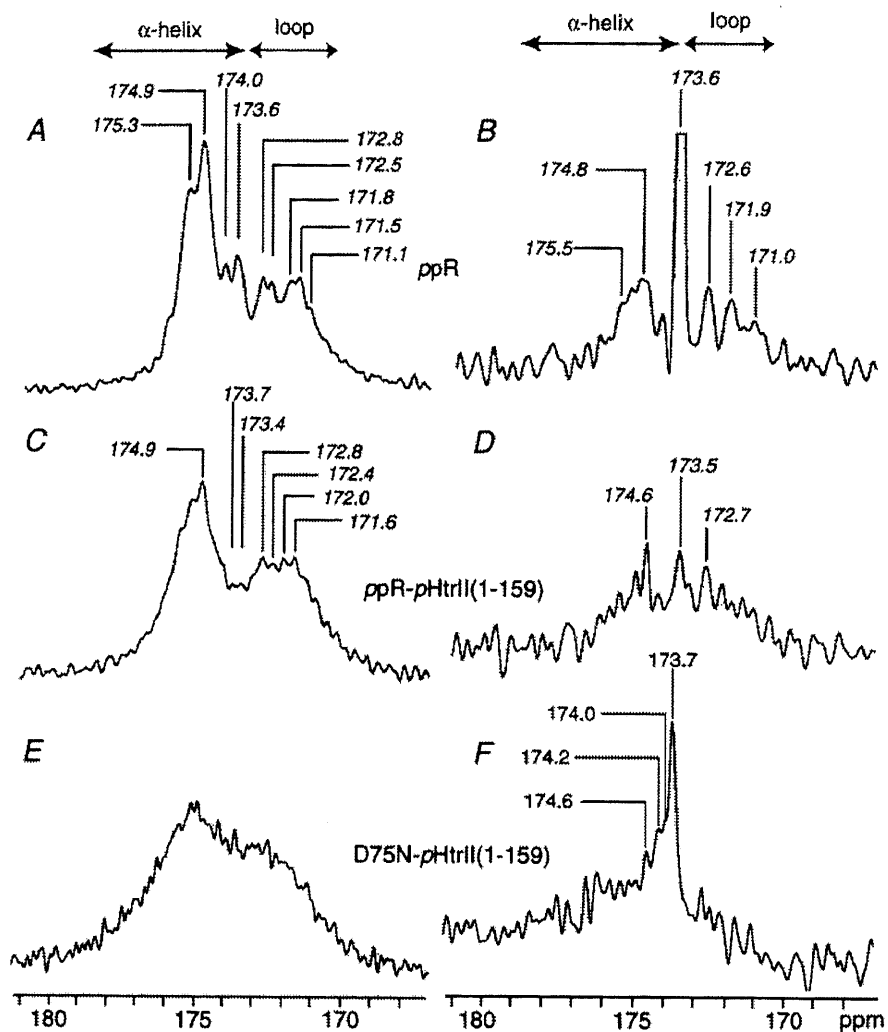 α-helix loop
α-helix loop
A
174.9
175.3
174.0
173.6
172.8
172.5
171.8
171.5
171.1
ppR
B
173.6
174.8
175.5
172.6
171.9
171.0
C
174.9
173.7
173.4
172.8
172.4
172.0
171.6
ppR-pHtrII(1-159)
D
174.6
173.5
172.7
E
D75N-pHtrII(1-159)
F
173.7
174.0
174.2
174.6
180 175 170
180 175 170 ppm